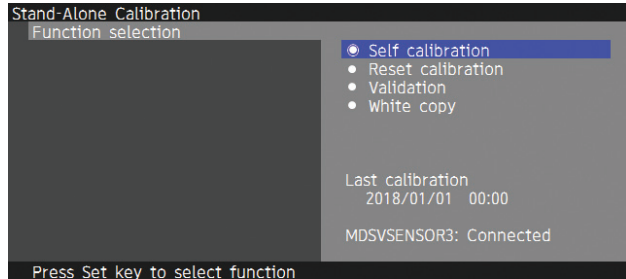 Stand-Alone Calibration
Function selection
Self calibration
Reset calibration
Validation
White copy
Last calibration
2018/01/01 00:00
MDSVSENSOR3: Connected
Press Set key to select function